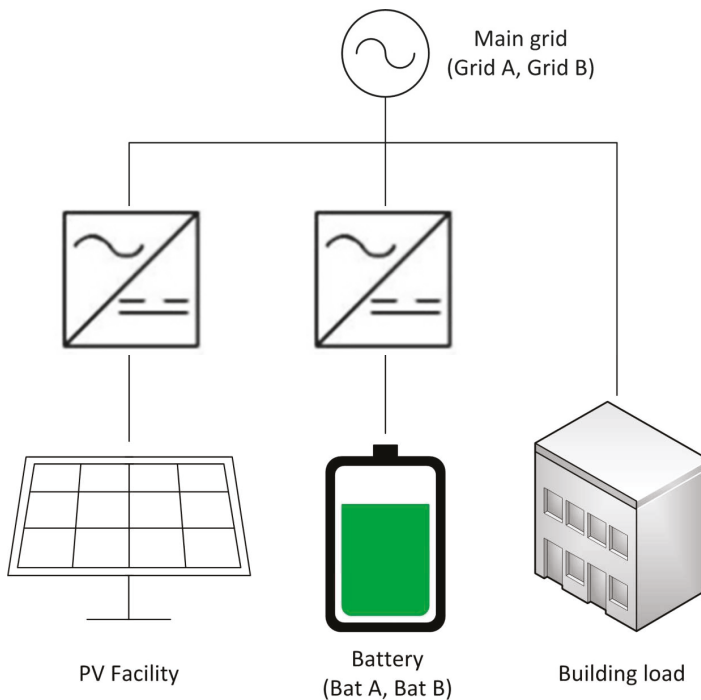 Main grid
(Grid A, Grid B)
PV Facility
Battery
(Bat A, Bat B)
Building load